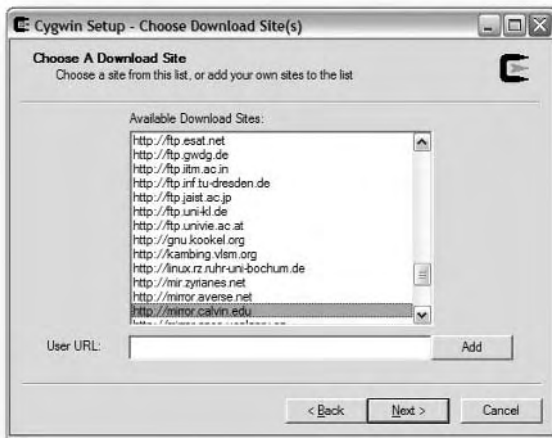 Cygwin Setup - Choose Download Site(s)
Choose A Download Site
Choose a site from this list, or add your own sites to the list
Available Download Sites:
http://ftp.esat.net
http://ftp.gwdg.de
http://ftp.iitm.ac.in
http://ftp.inf.tu-dresden.de
http://ftp.jaist.ac.jp
http://ftp.uni-kl.de
http://ftp.univie.ac.at
http://gnu.kookel.org
http://kambing.vlsm.org
http://linux.rz.ruhr-uni-bochum.de
http://mir.zyrianes.net
http://mirror.averse.net
http://mirror.calvin.edu
User URL:
Add
< Back
Next >
Cancel